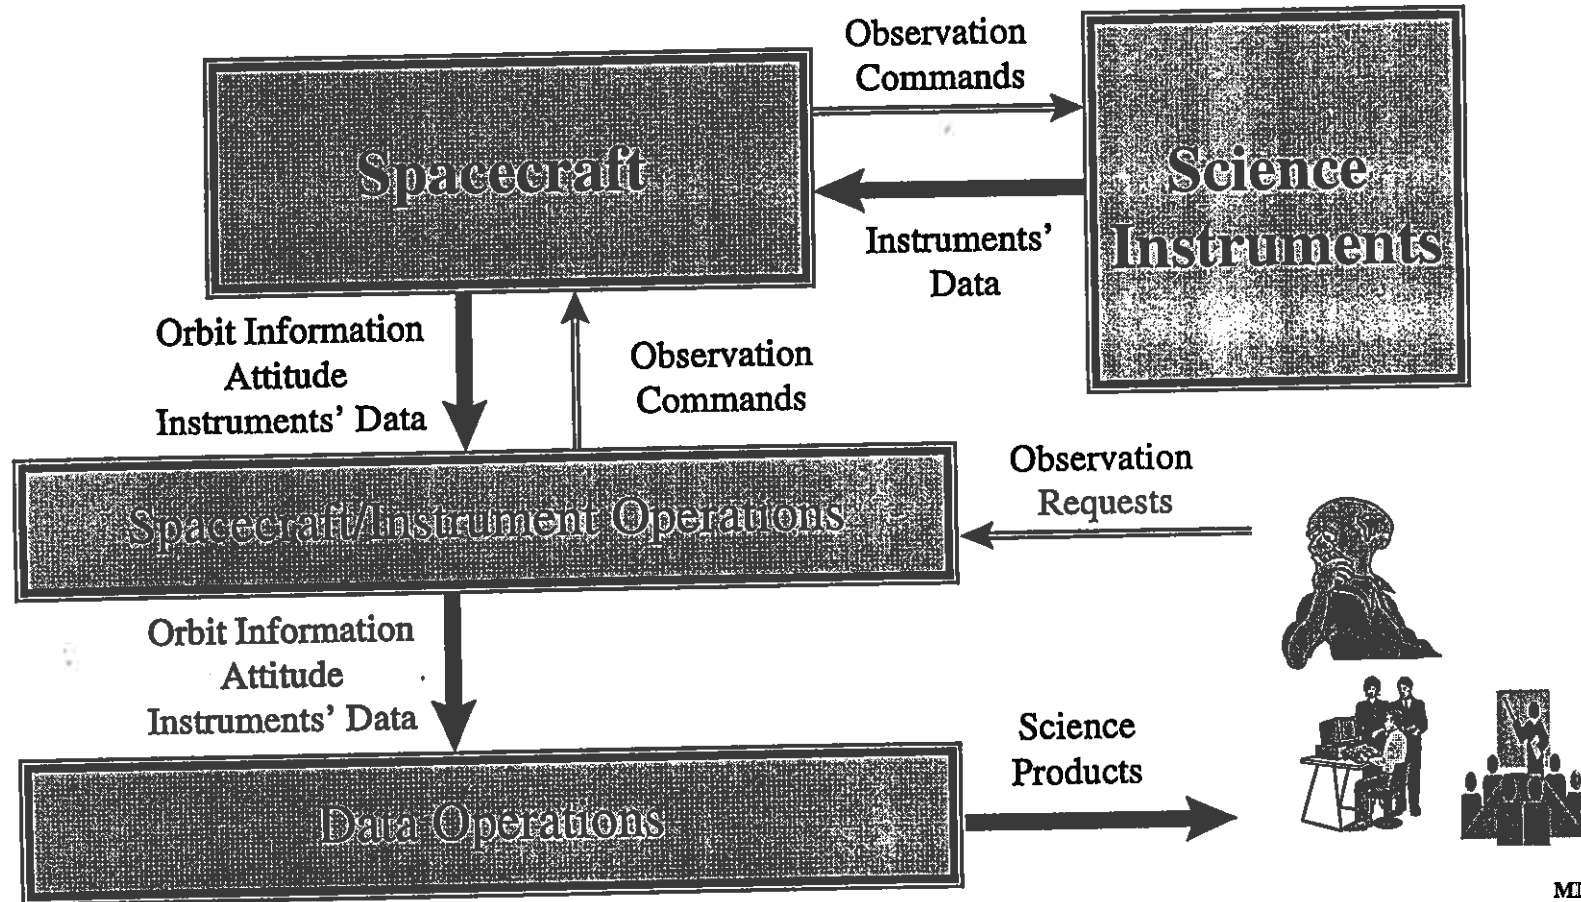 Observation
Commands
Spacecraft
Science
Instruments
Instruments'
Data
Orbit Information
Attitude
Instruments' Data
Observation
Commands
Observation
Requests
Spacecraft/Instrument Operations
Orbit Information
Attitude
Instruments' Data
Science
Products
Data Operations